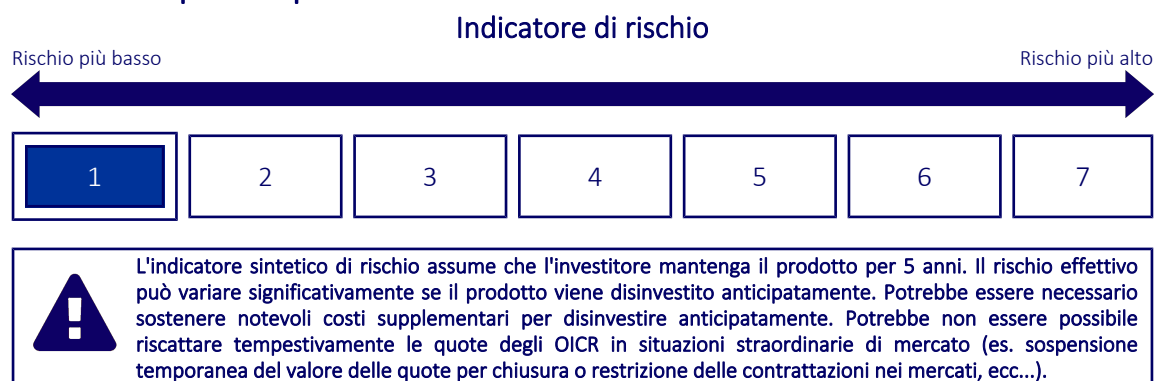 Indicatore di rischio
Rischio più basso
Rischio più alto
1
2
3
4
5
6
7
L'indicatore sintetico di rischio assume che l'investitore mantenga il prodotto per 5 anni. Il rischio effettivo
può variare significativamente se il prodotto viene disinvestito anticipatamente. Potrebbe essere necessario
sostenere notevoli costi supplementari per disinvestire anticipatamente. Potrebbe non essere possibile
riscattare tempestivamente le quote degli OICR in situazioni straordinarie di mercato (es. sospensione
temporanea del valore delle quote per chiusura o restrizione delle contrattazioni nei mercati, ecc...).